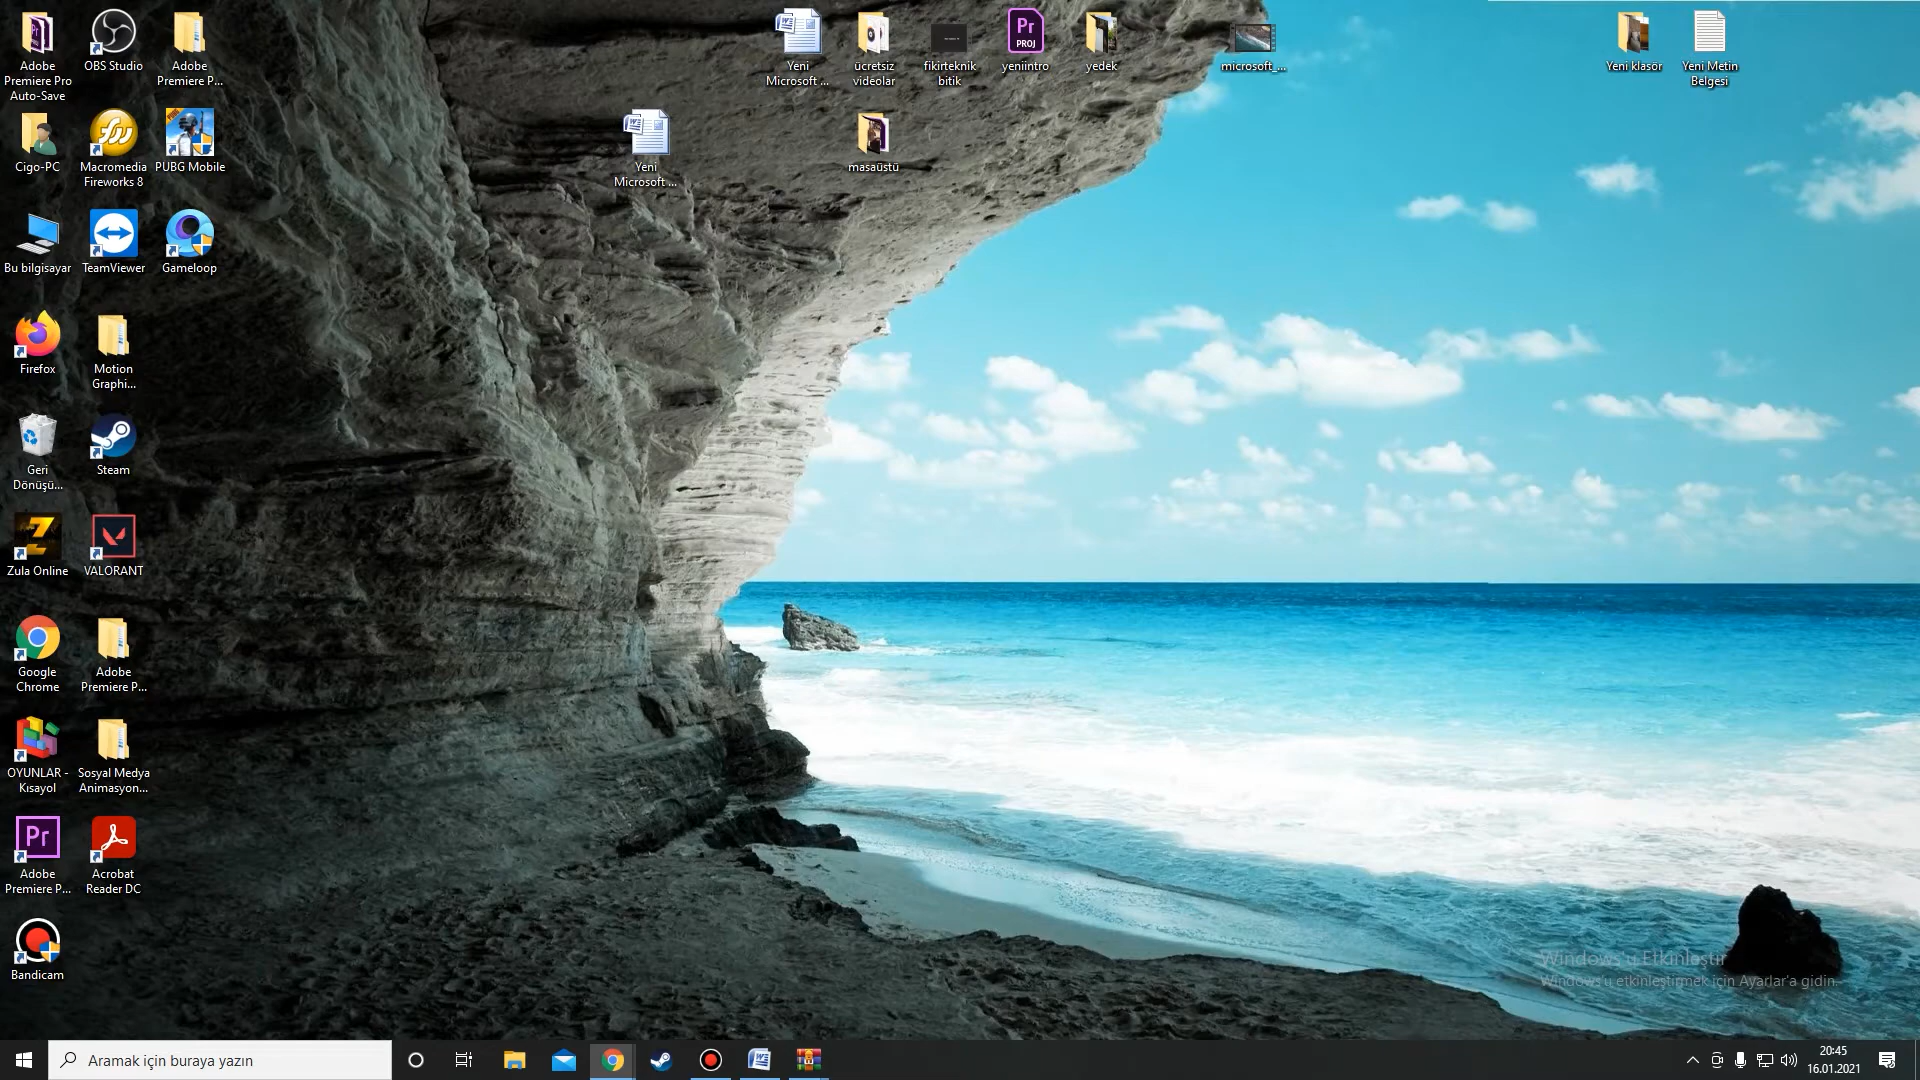 Adobe
Premiere Pro
Auto-Save
OBS Studio
Adobe
Premiere P...
Yeni
Microsoft ...
ücretsiz
videolar
fikirteknik
bitik
Pr
PROJ
yeniintro
yedek
microsoft_...
Yeni klasör
Yeni Metin
Belgesi
Cigo-PC
Macromedia
Fireworks 8
PUBG Mobile
Yeni
Microsoft ...
masaüstü
Bu bilgisayar
TeamViewer
Gameloop
Firefox
Motion
Graphi...
Geri
Dönüşü...
Steam
Zula Online
VALORANT
Google
Chrome
Adobe
Premiere P...
OYUNLAR -
Kısayol
Sosyal Medya
Animasyon...
Pr
Adobe
Premiere P...
Acrobat
Reader DC
Bandicam
Windows'u Etkinleştir
Windows'u etkinleştirmek için Ayarlar'a gidin.
Aramak için buraya yazın
20:45
16.01.2021